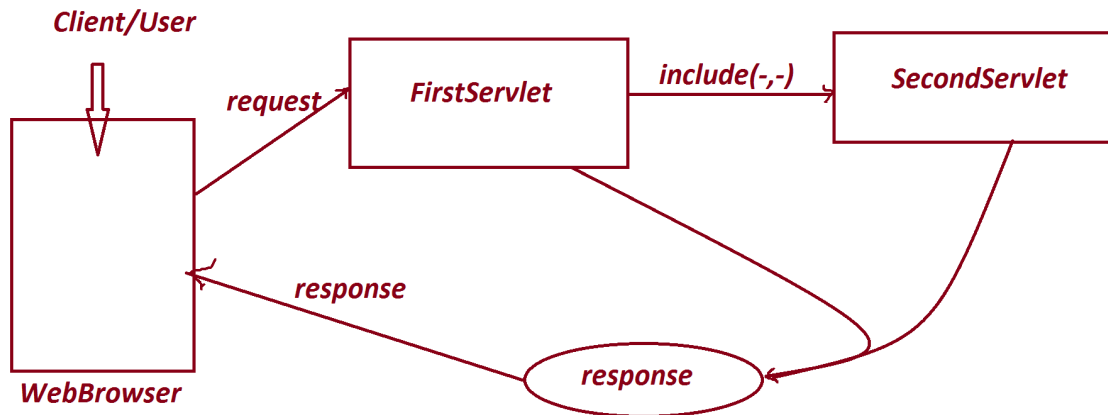 Client/User
request
FirstServlet
include(-,-)
SecondServlet
response
response
WebBrowser